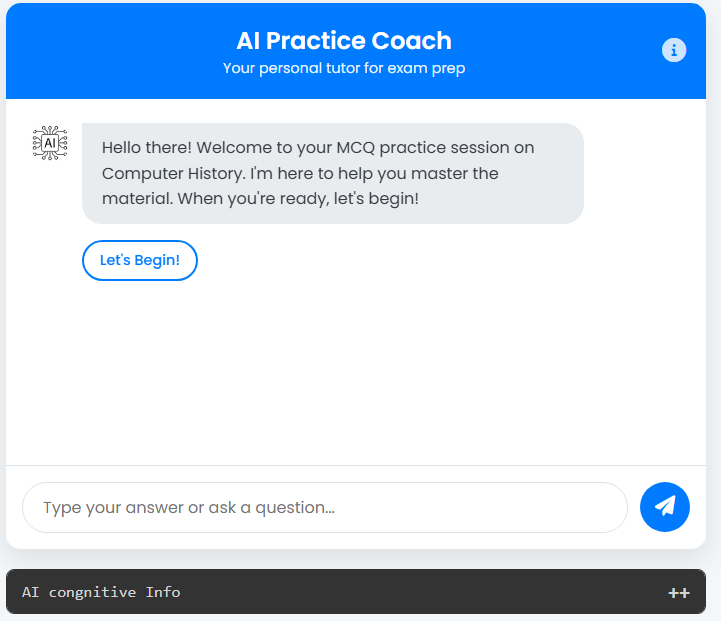 AI Practice Coach
Your personal tutor for exam prep
i
AI
Hello there! Welcome to your MCQ practice session on
Computer History. I'm here to help you master the
material. When you're ready, let's begin!
Let's Begin!
Type your answer or ask a question...
AI congnitive Info
++